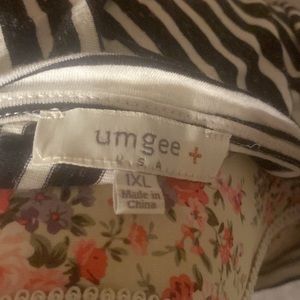 umgee +
U.S.A
1XL
Made in
China